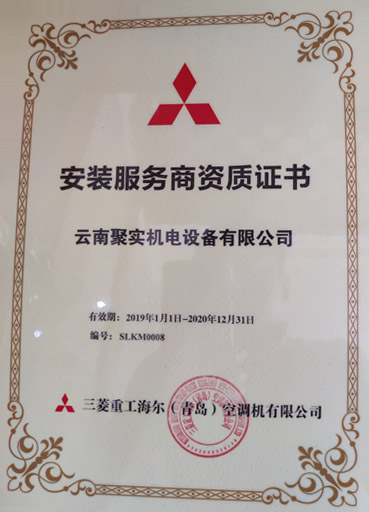 安装服务商资质证书
云南聚实机电设备有限公司
有效期：2019年1月1日-2020年12月31日
编号：SLKM0008
三菱重工海尔（青岛）空调机有限公司